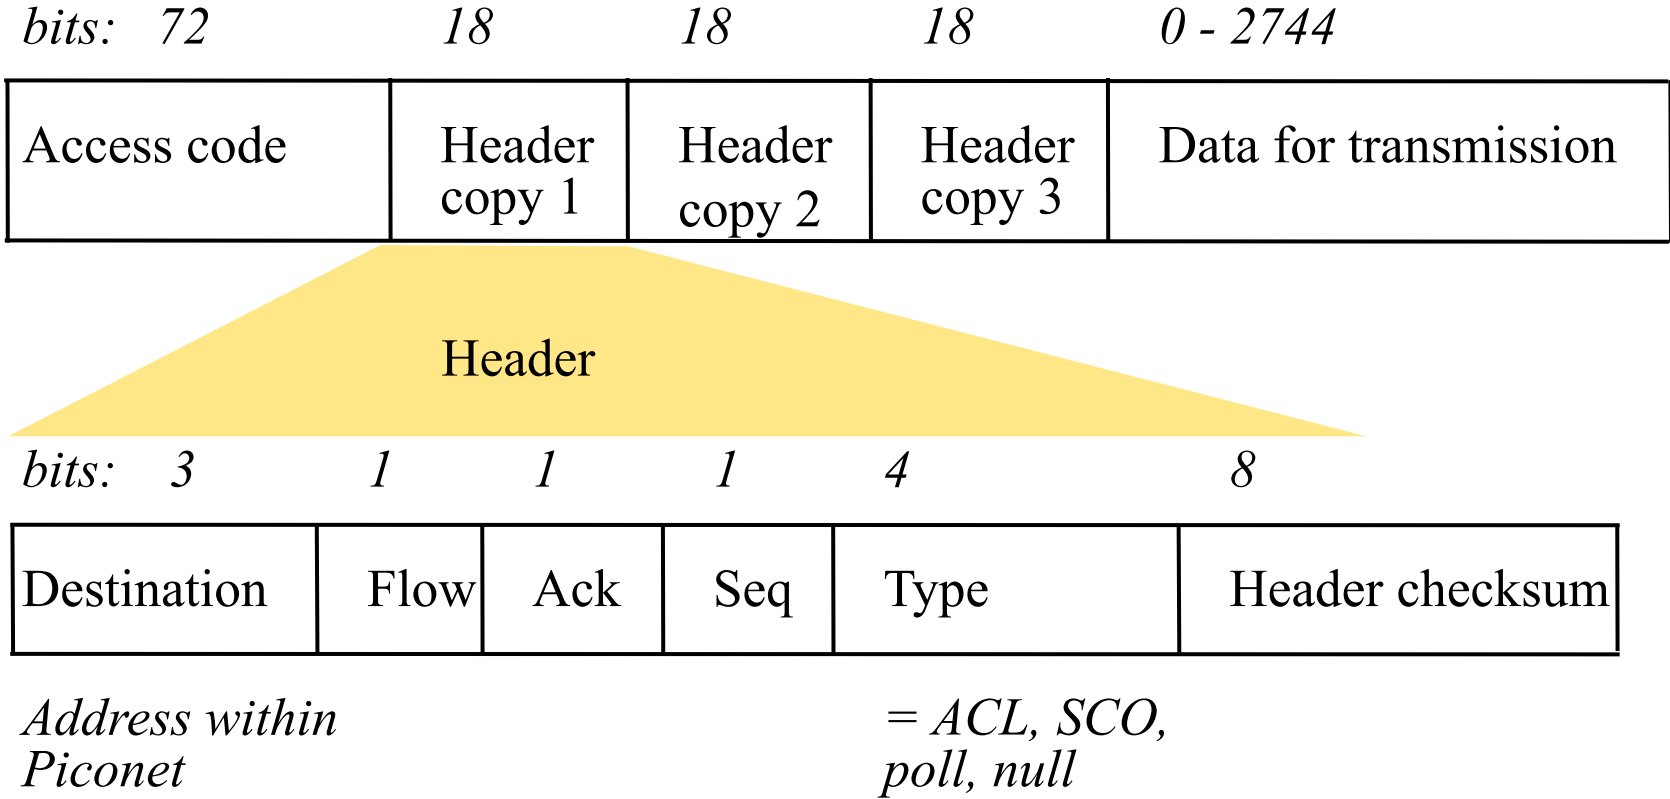 bits: 72 18 18 18 0 - 2744
Access code
Header
copy 1
Header
copy 2
Header
copy 3
Data for transmission
Header
bits: 3 1 1 1 4 8
Destination
Flow
Ack
Seq
Type
Header checksum
Address within
Piconet
= ACL, SCO,
poll, null